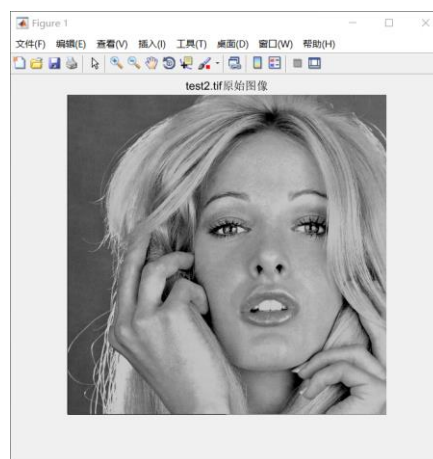 Figure 1
文件(F) 编辑(E) 查看(V) 插入(I) 工具(T) 桌面(D) 窗口(W) 帮助(H)
test2.tif原始图像